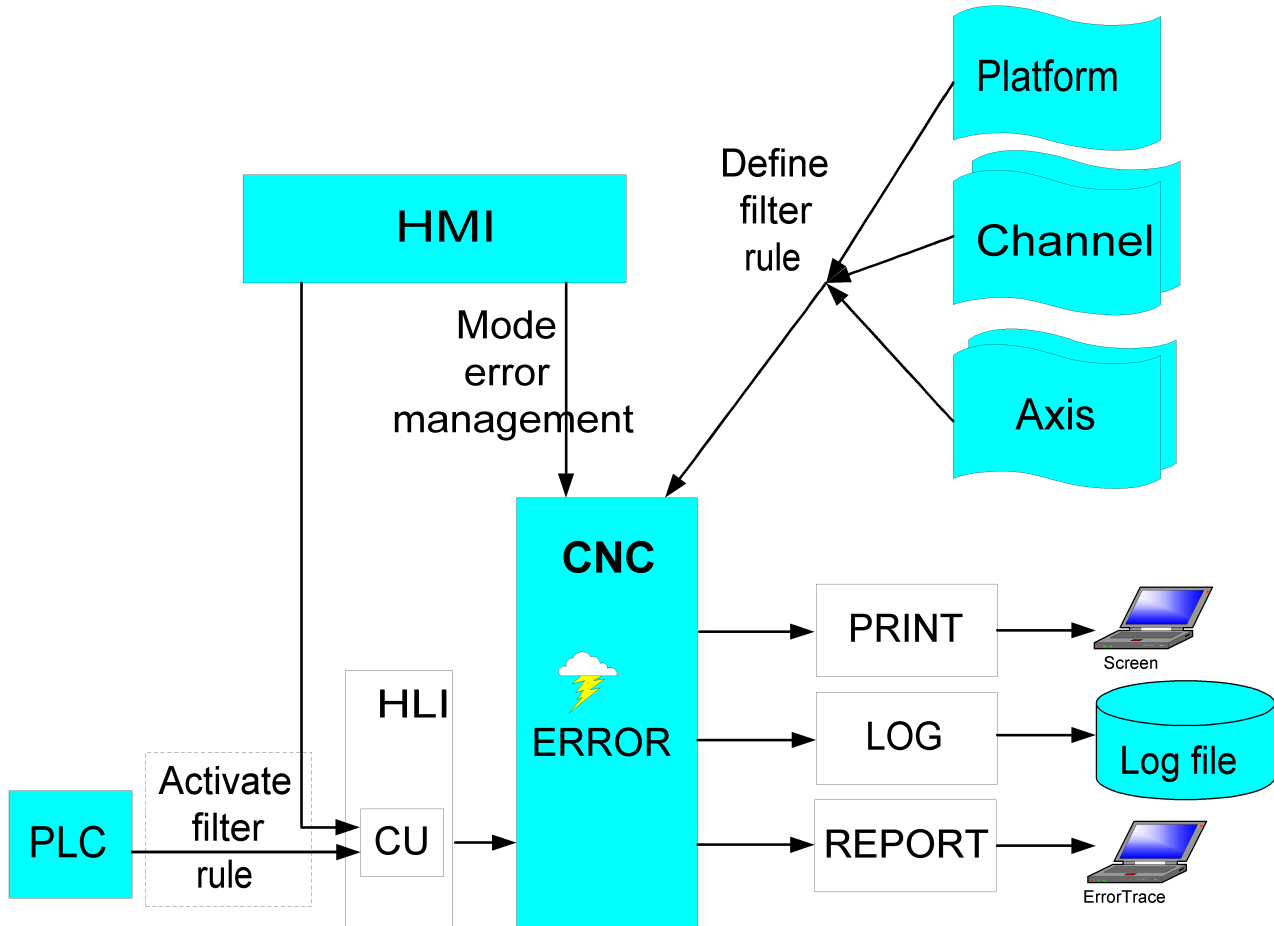 Platform
Define
filter
rule
Channel
HMI
Mode
error
management
Axis
CNC
ERROR
PRINT
Screen
HLI
LOG
Log file
Activate
filter
rule
PLC
CU
REPORT
ErrorTrace